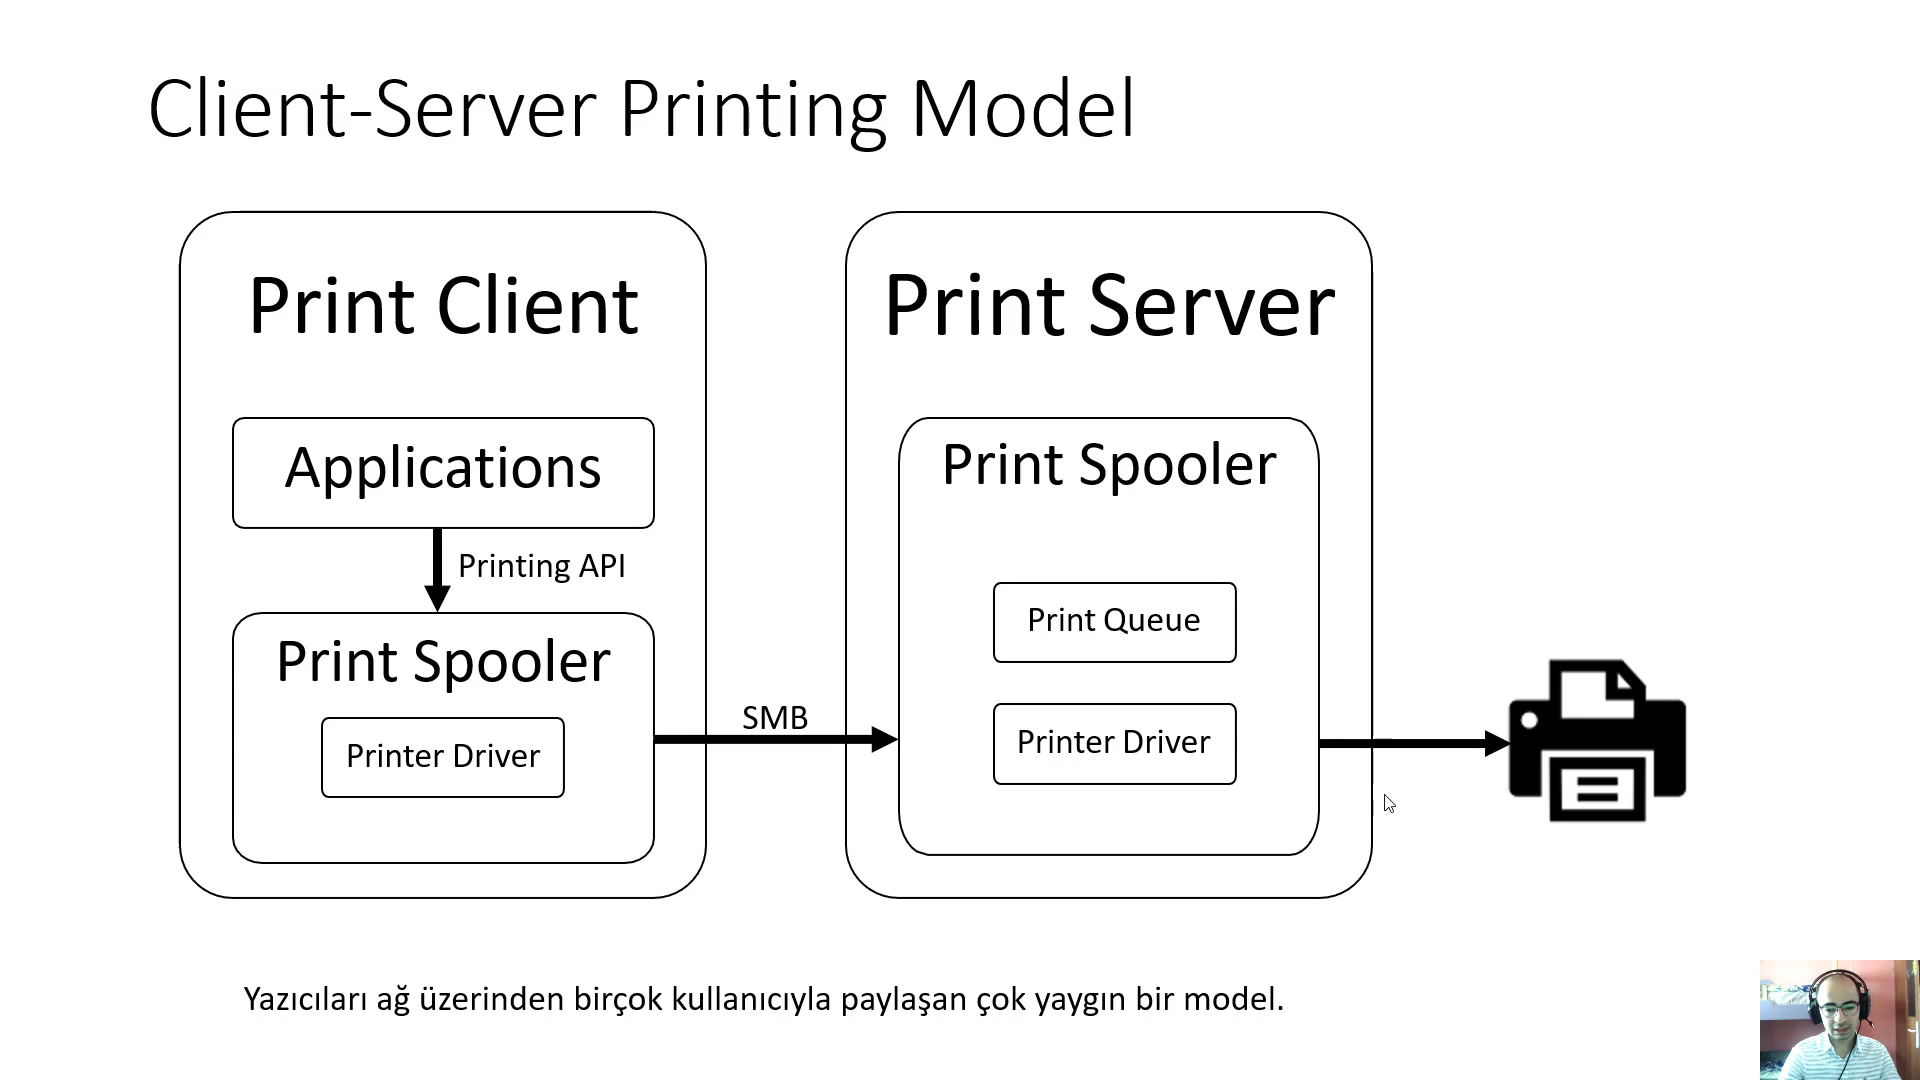 Client-Server Printing Model
Print Client
Applications
Printing API
Print Spooler
Printer Driver
SMB
Print Server
Print Spooler
Print Queue
Printer Driver
Yazıcıları ağ üzerinden birçok kullanıcıyla paylaşan çok yaygın bir model.